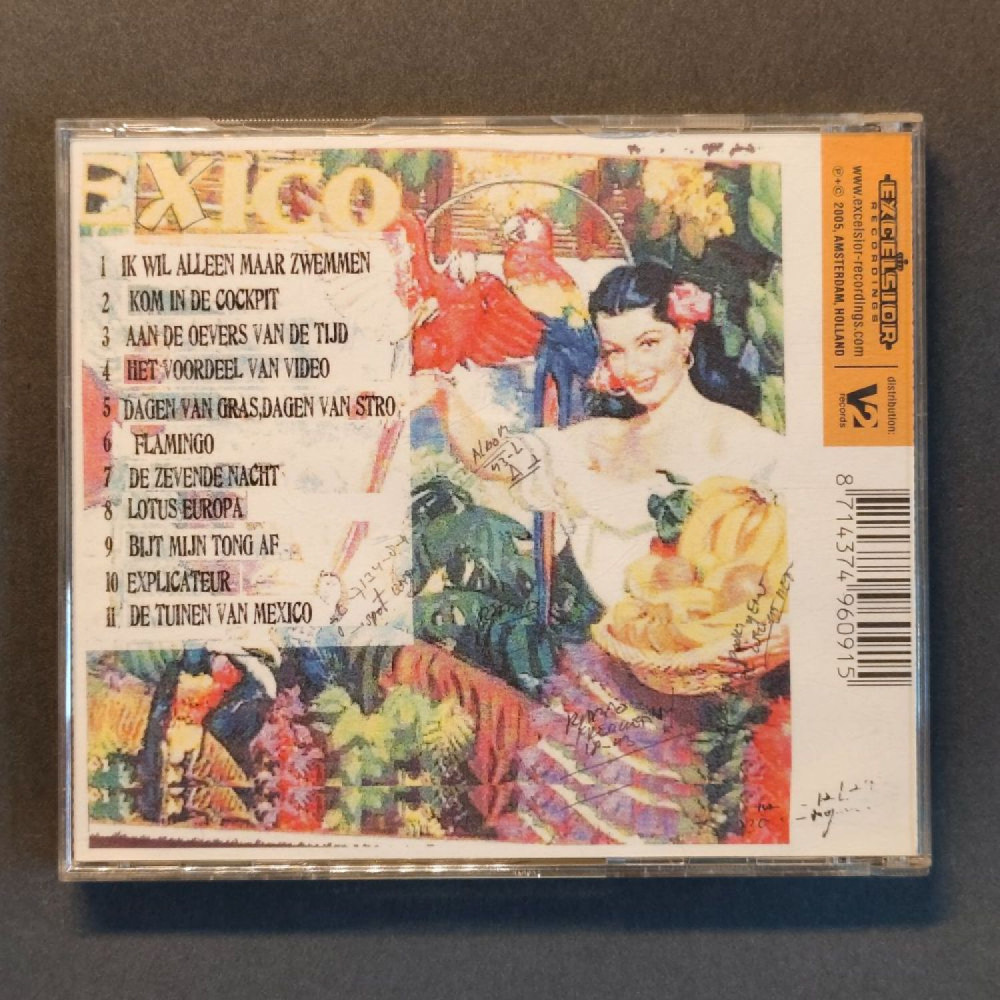 EXICO
1 IK WIL ALLEEN MAAR ZWEMMEN
2 KOM IN DE COCKPIT
3 AAN DE OEVERS VAN DE TIJD
4 HET VOORDEEL VAN VIDEO
5 DAGEN VAN GRAS,DAGEN VAN STRO,
6 FLAMINGO
7 DE ZEVENDE NACHT
8 LOTUS EUROPA
9 BIJT MIJN TONG AF
10 EXPLICATEUR
11 DE TUINEN VAN MEXICO
EXCELSIOR
RECORDINGS
www.excelsior-recordings.com
℗+© 2005, AMSTERDAM, HOLLAND
distribution:
V2
records
8 714374 960915